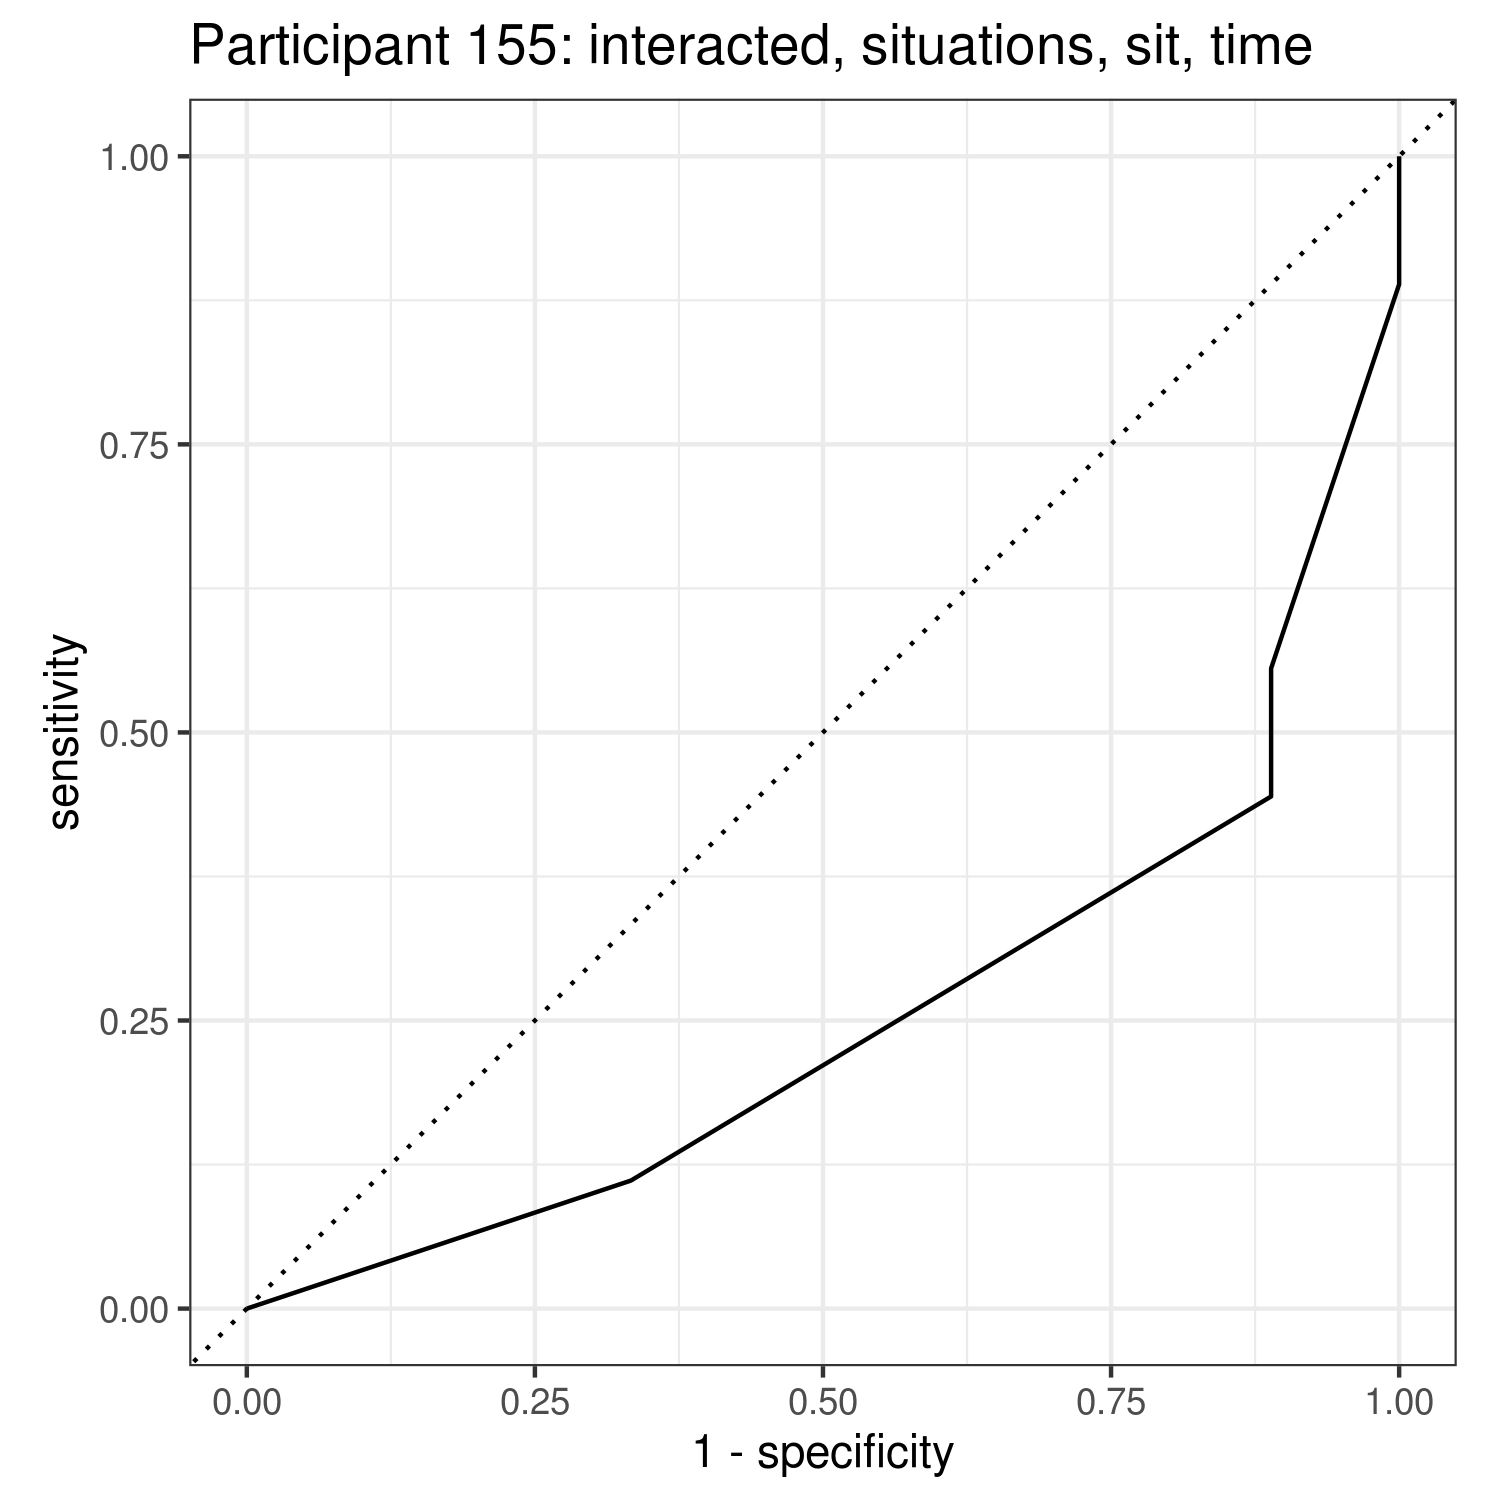 Participant 155: interacted, situations, sit, time
1.00
0.75
0.50
0.25
0.00
sensitivity
0.00 0.25 0.50 0.75 1.00
1 - specificity